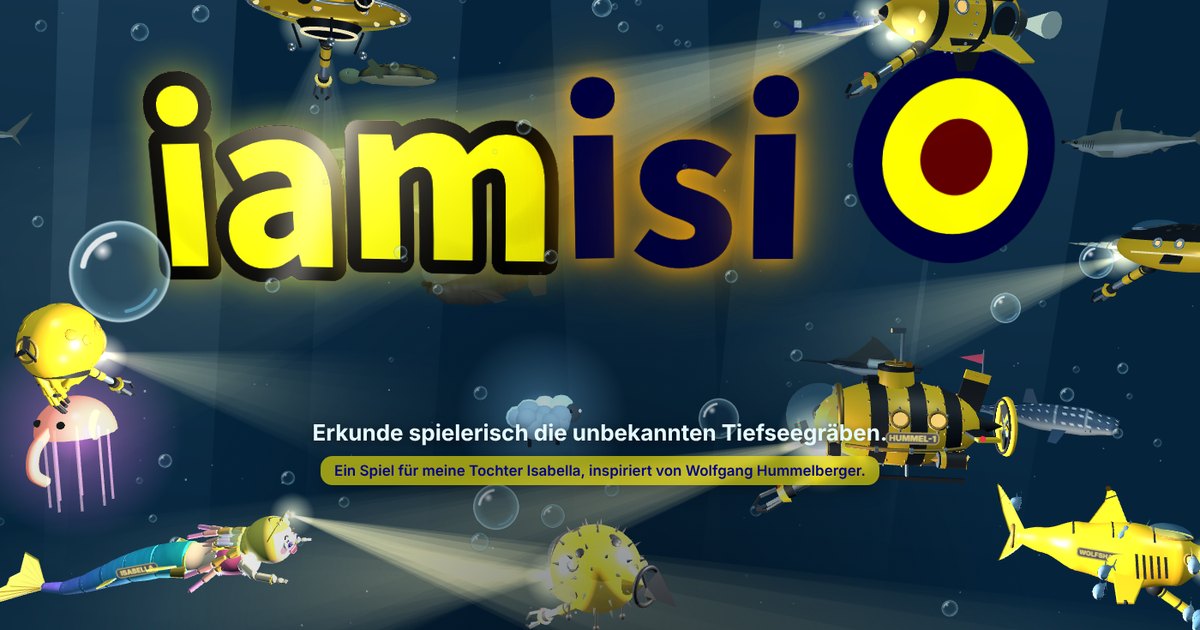 iamisi
Erkunde spielerisch die unbekannten Tiefseegräben.
HUMMEL-1
Ein Spiel für meine Tochter Isabella, inspiriert von Wolfgang Hummelberger.
ISABELLA